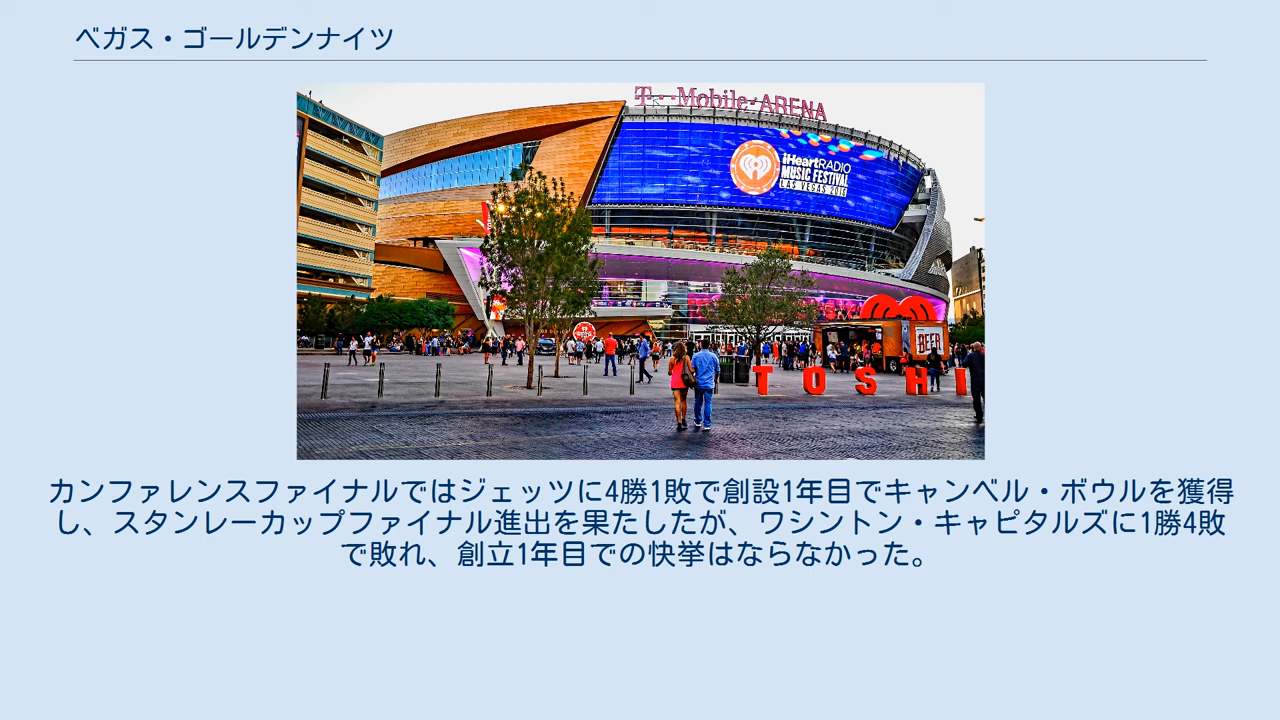 ベガス・ゴールデンナイツ
T··Mobile·ARENA
iHeartRADIO
MUSIC FESTIVAL
LAS VEGAS 2016
BEER
TOSHI
カンファレンスファイナルではジェッツに4勝1敗で創設1年目でキャンベル・ボウルを獲得
し、スタンレーカップファイナル進出を果たしたが、ワシントン・キャピタルズに1勝4敗
で敗れ、創立1年目での快挙はならなかった。